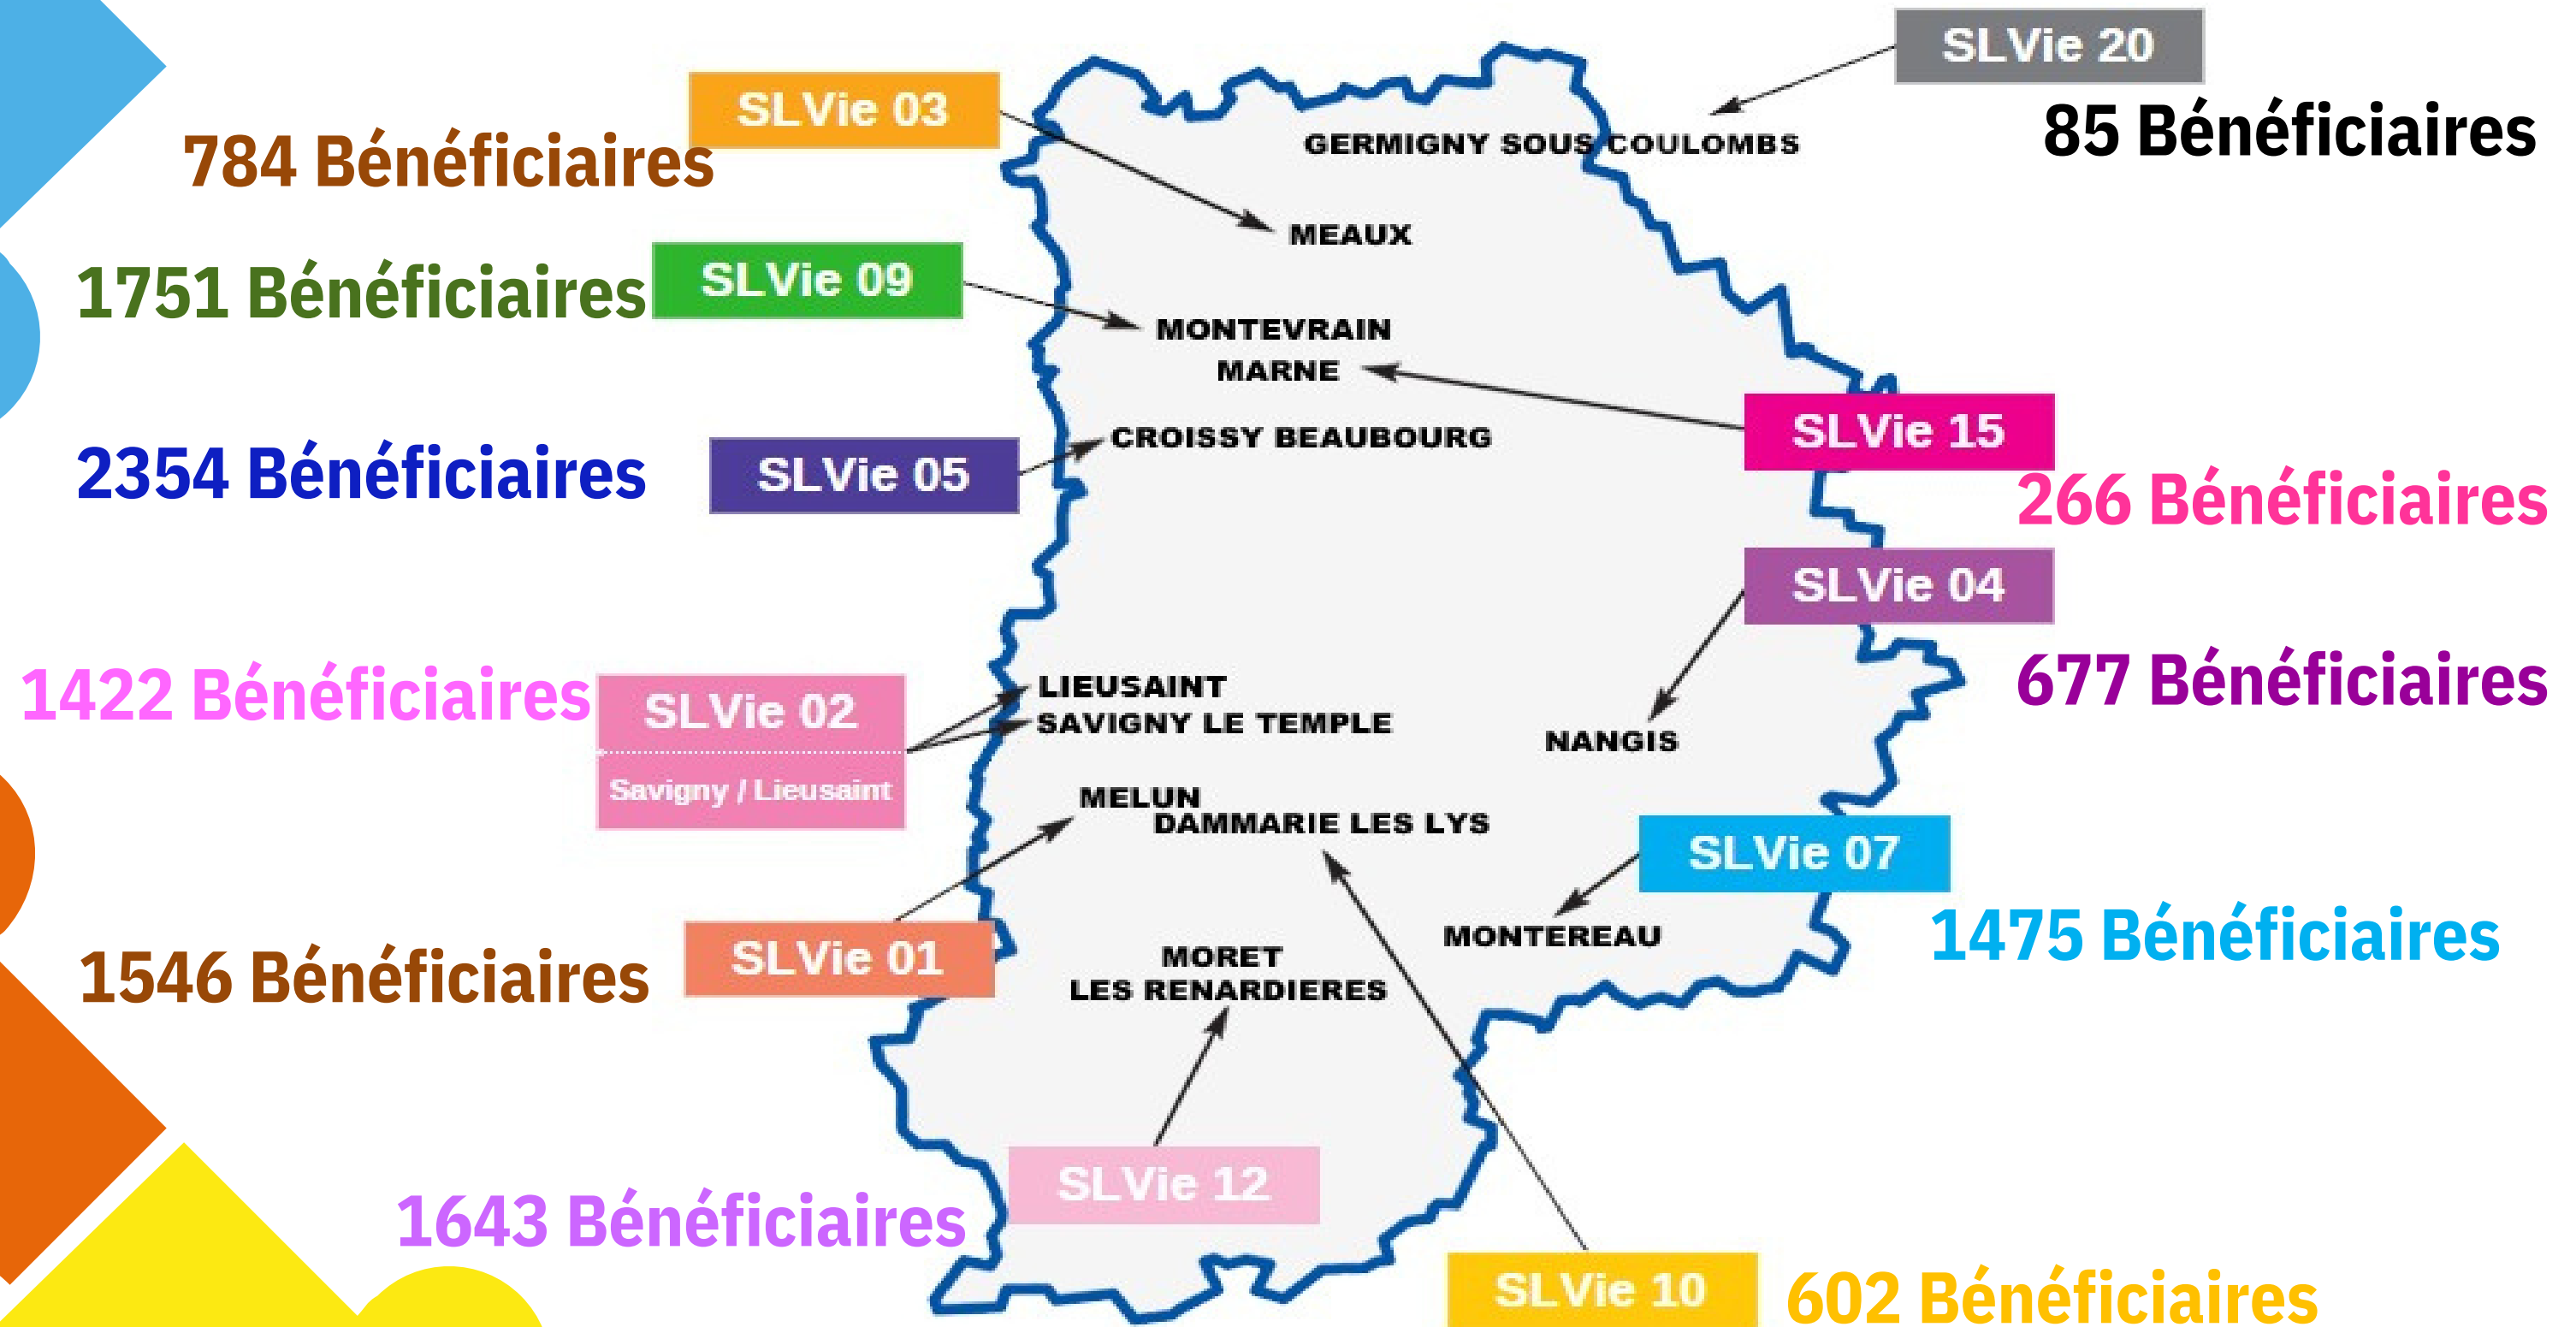 SLVie 20
85 Bénéficiaires
SLVie 03
784 Bénéficiaires
GERMIGNY SOUS COULOMBS
MEAUX
SLVie 09
1751 Bénéficiaires
MONTEVRAIN
MARNE
SLVie 15
266 Bénéficiaires
CROISSY BEAUBOURG
SLVie 05
2354 Bénéficiaires
SLVie 04
677 Bénéficiaires
1422 Bénéficiaires
SLVie 02
Savigny / Lieusaint
LIEUSAINT
SAVIGNY LE TEMPLE
NANGIS
MELUN
DAMMARIE LES LYS
SLVie 07
1475 Bénéficiaires
MONTEREAU
SLVie 01
1546 Bénéficiaires
MORET
LES RENARDIERES
SLVie 12
1643 Bénéficiaires
SLVie 10
602 Bénéficiaires